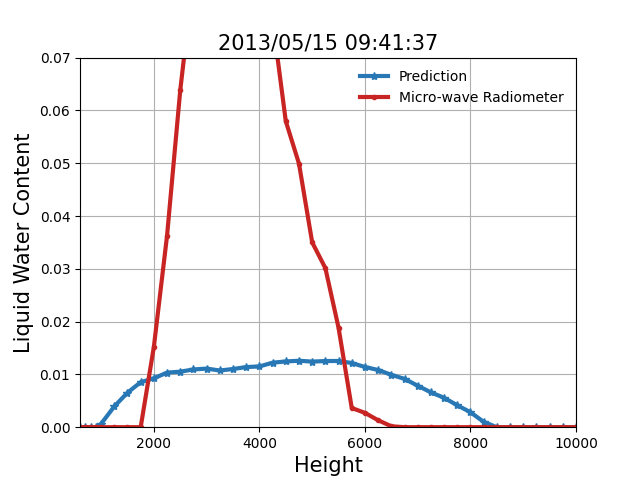 2013/05/15 09:41:37
Prediction
Micro-wave Radiometer
Liquid Water Content
0.07
0.06
0.05
0.04
0.03
0.02
0.01
0.00
2000 4000 6000 8000 10000
Height